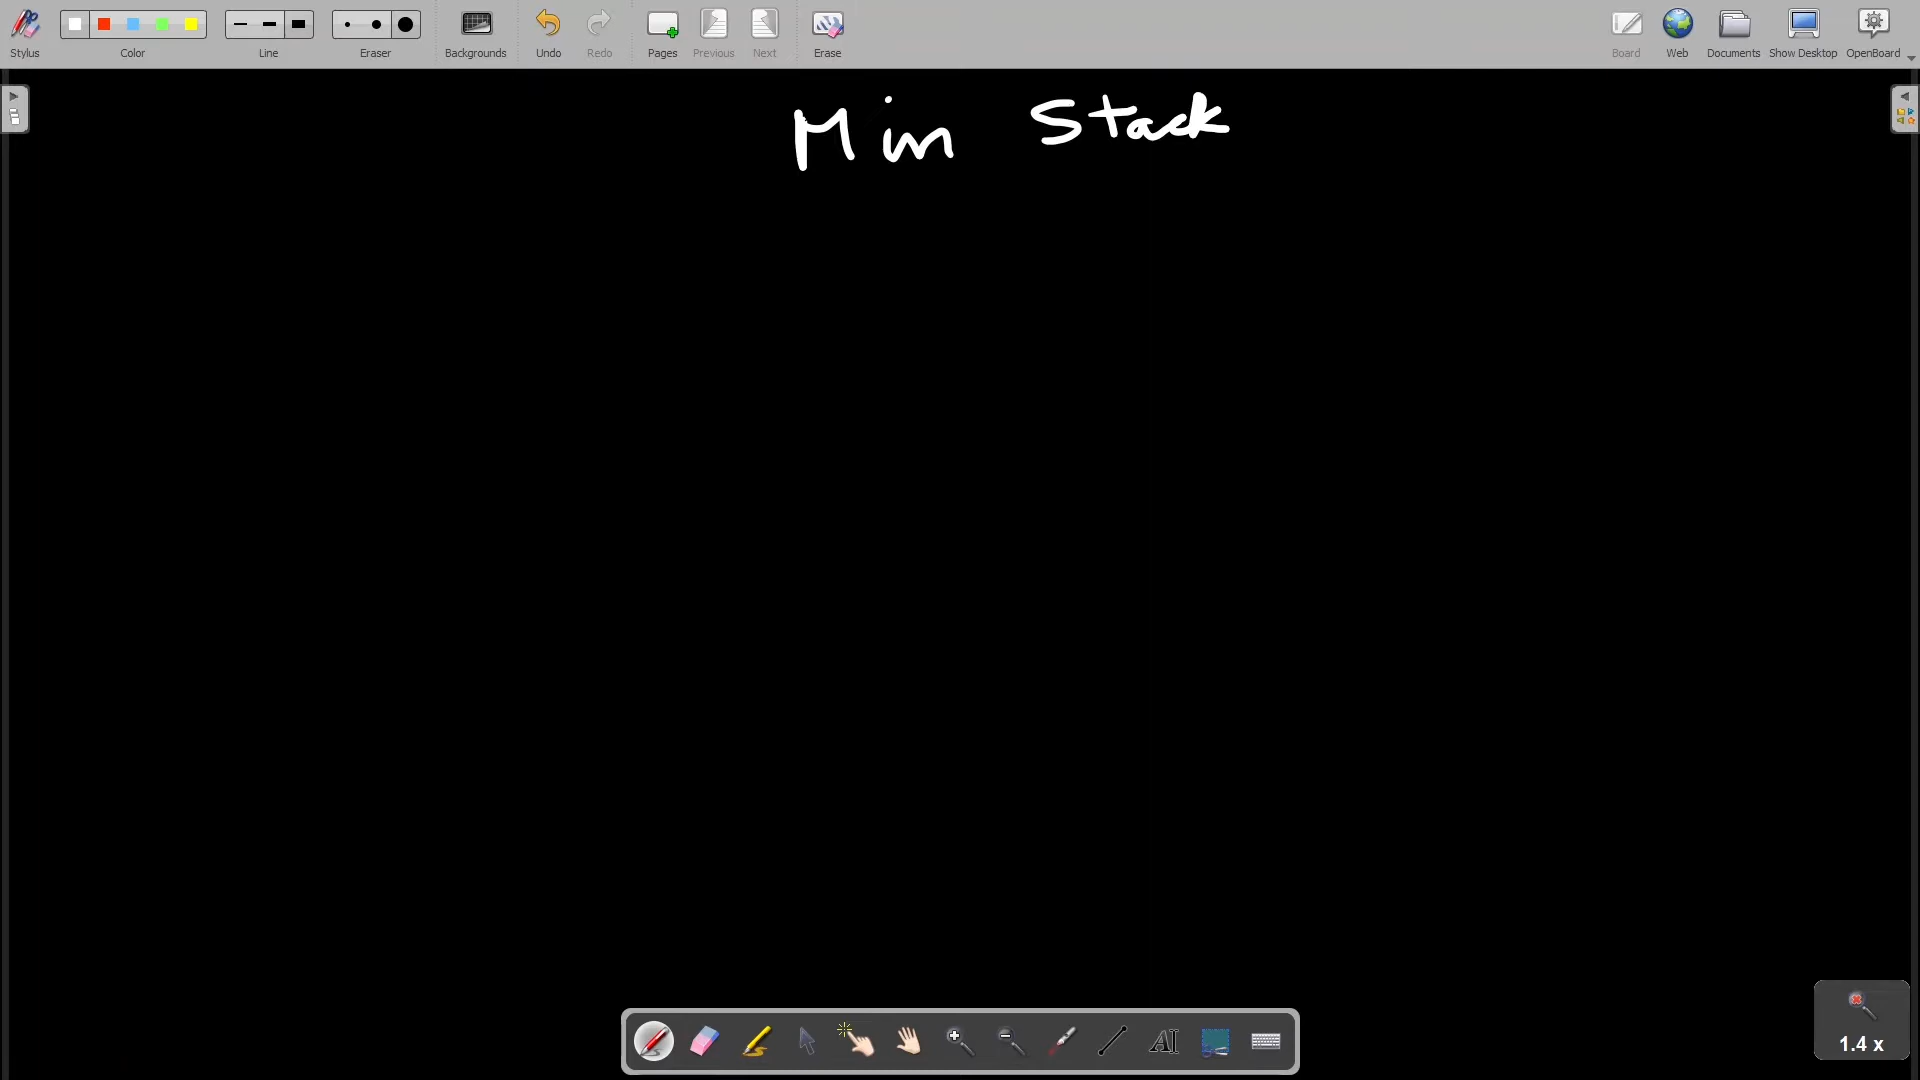 Stylus Color Line Eraser Backgrounds Undo Redo Pages Previous Next Erase Board Web Documents Show Desktop OpenBoard
Min Stack
AI
1.4 x